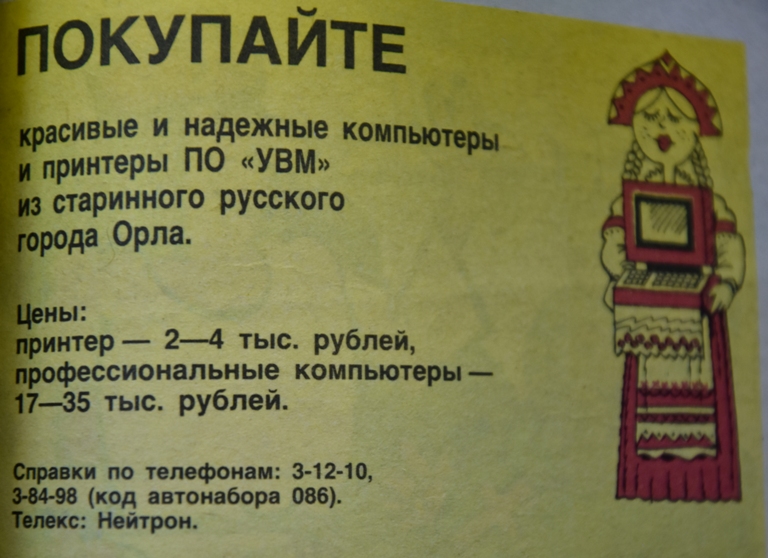 ПОКУПАЙТЕ
красивые и надежные компьютеры
и принтеры ПО «УВМ»
из старинного русского
города Орла.
Цены:
принтер — 2—4 тыс. рублей,
профессиональные компьютеры —
17—35 тыс. рублей.
Справки по телефонам: 3-12-10,
3-84-98 (код автонабора 086).
Телекс: Нейтрон.